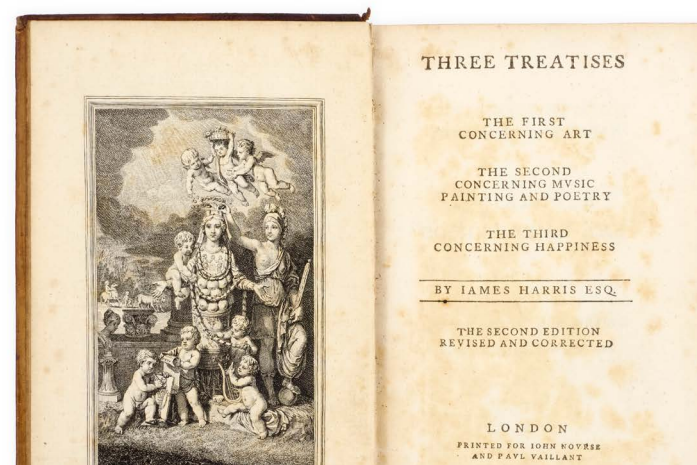 THREE TREATISES
THE FIRST
CONCERNING ART
THE SECOND
CONCERNING MVSIC
PAINTING AND POETRY
THE THIRD
CONCERNING HAPPINESS
BY IAMES HARRIS ESQ.
THE SECOND EDITION
REVISED AND CORRECTED
LONDON
PRINTED FOR IOHN NOVRSE
AND PAVL VAILLANT